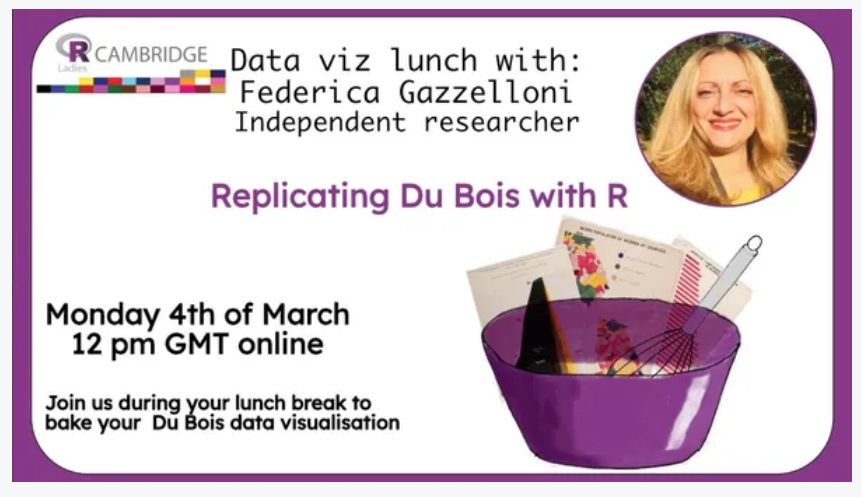 R CAMBRIDGE
Ladies
Data viz lunch with:
Federica Gazzelloni
Independent researcher
Replicating Du Bois with R
Monday 4th of March
12 pm GMT online
Join us during your lunch break to
bake your Du Bois data visualisation